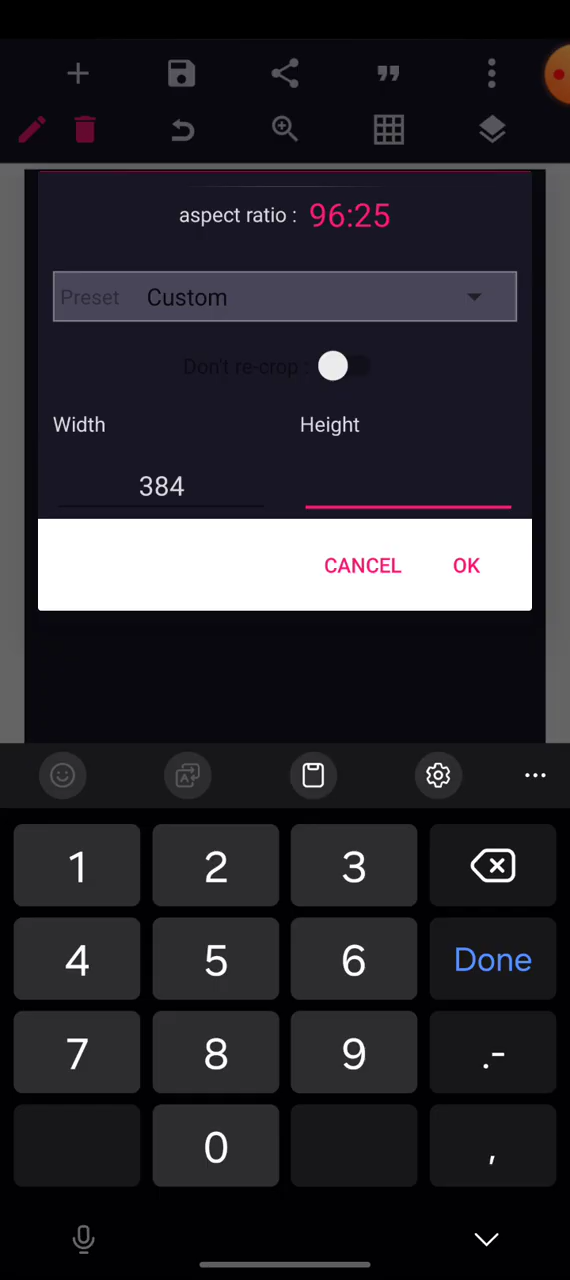 aspect ratio : 96:25
Preset Custom
Don't re-crop :
Width Height
384
CANCEL OK
1 2 3
4 5 6 Done
7 8 9 .-
0 ,